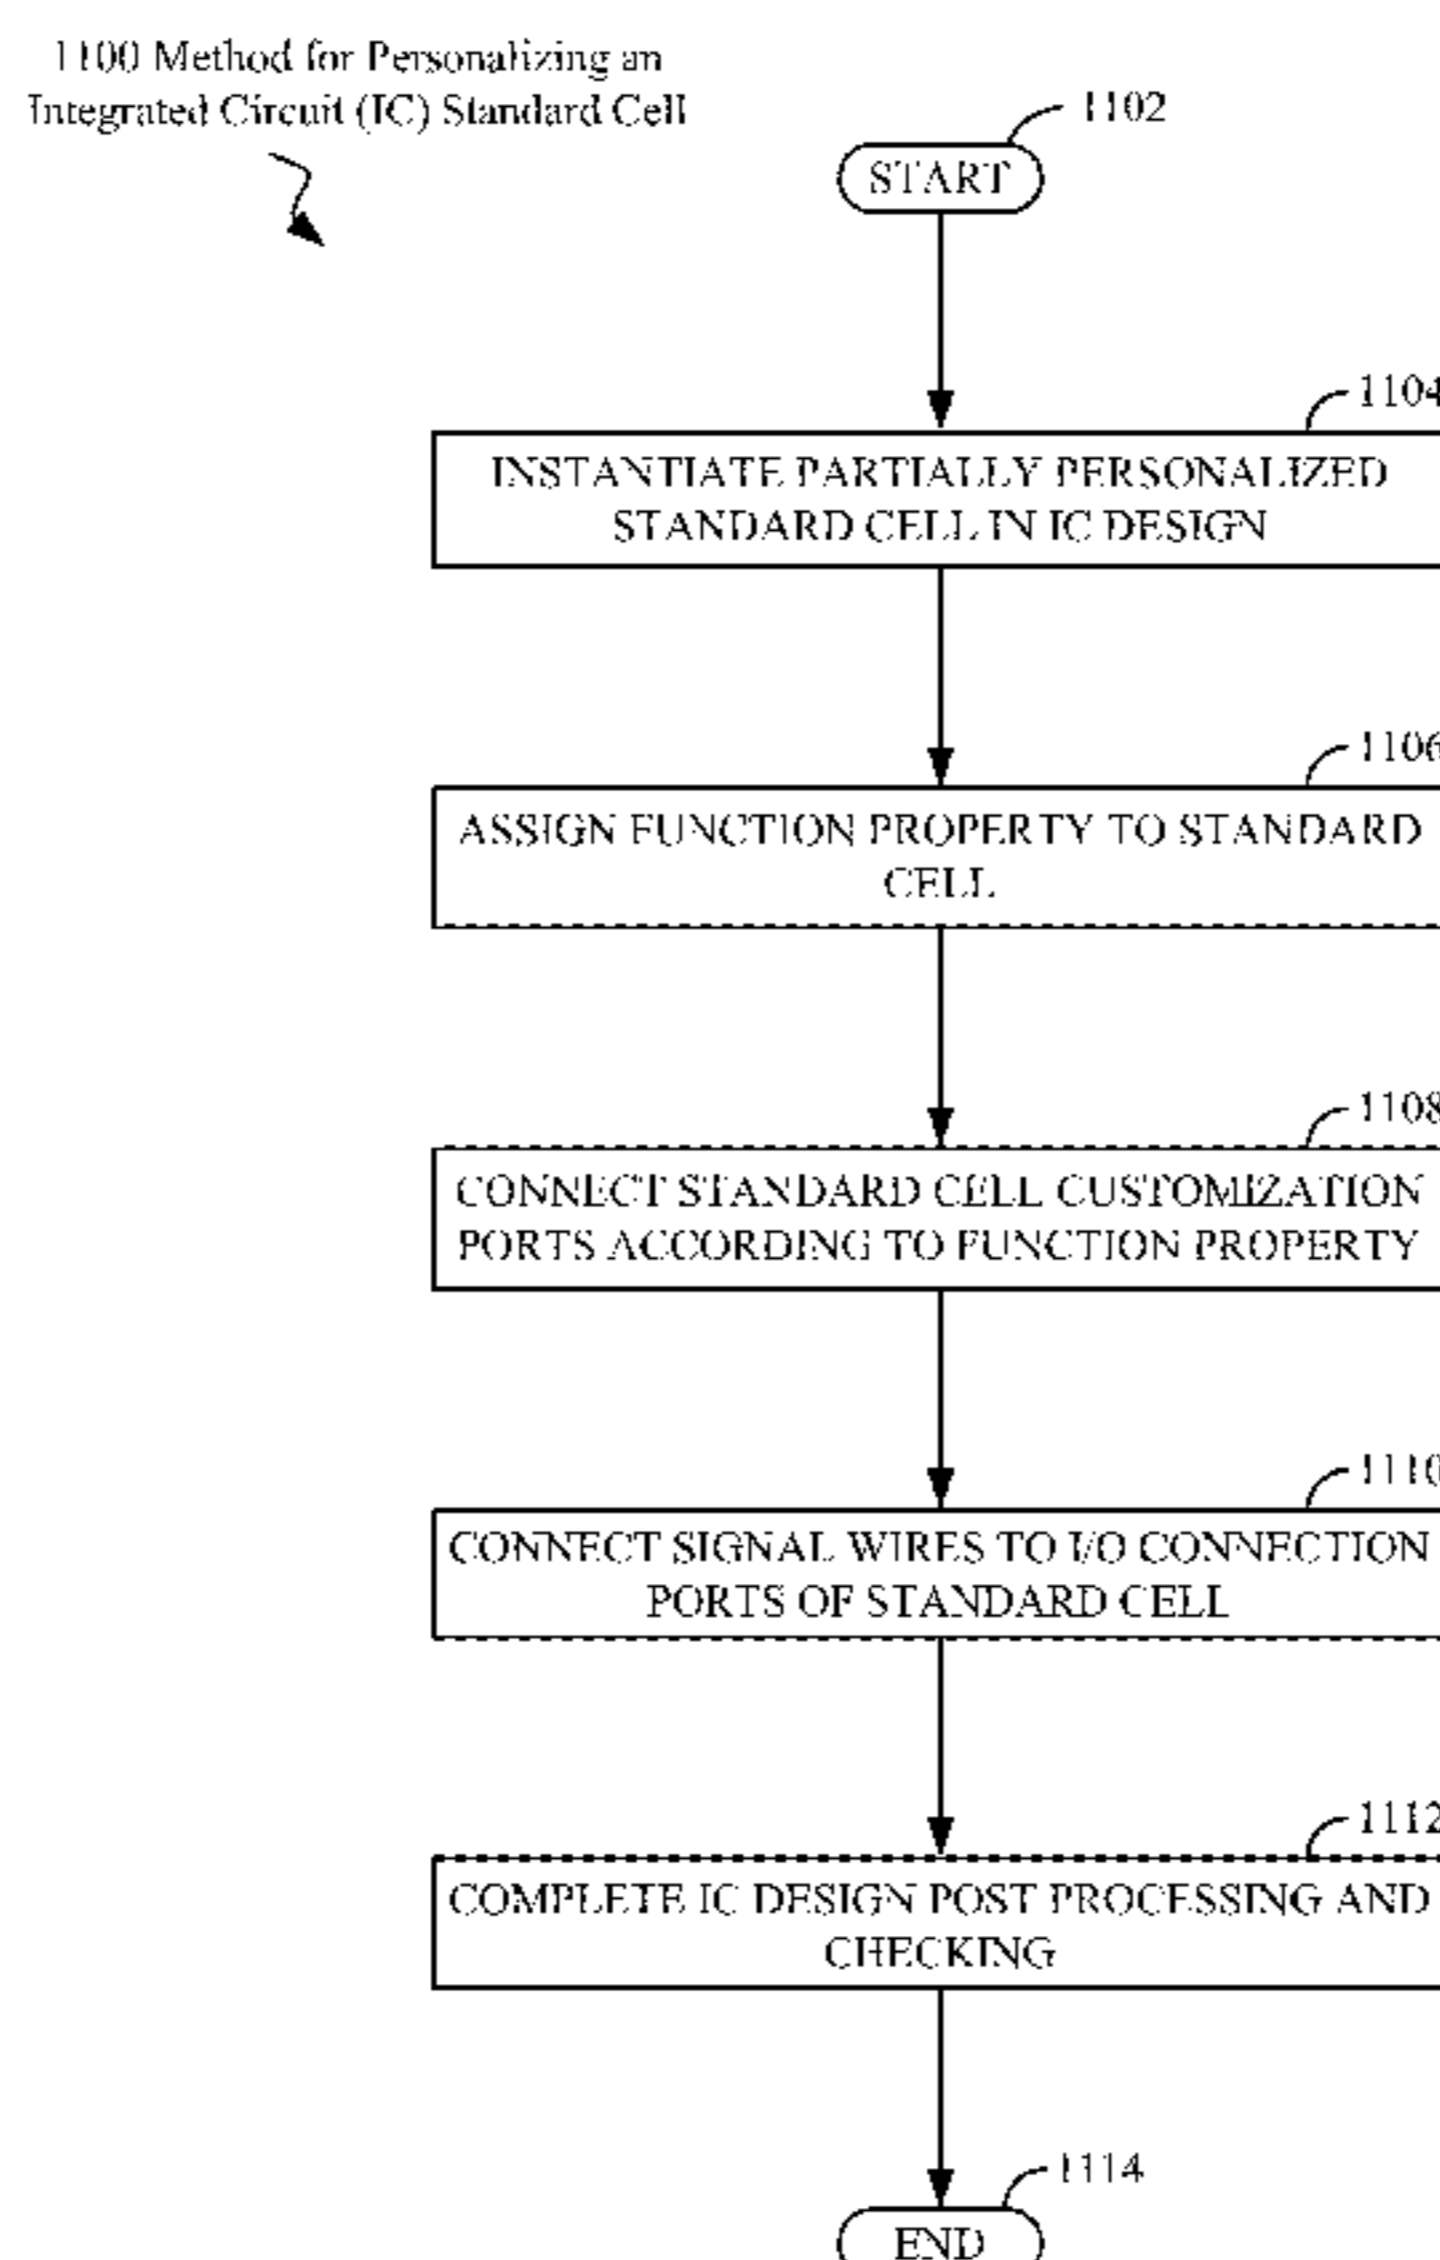 1100 Method for Personalizing an
Integrated Circuit (IC) Standard Cell
1102
START
1104
INSTANTIATE PARTIALLY PERSONALIZED
STANDARD CELL IN IC DESIGN
1106
ASSIGN FUNCTION PROPERTY TO STANDARD
CELL
1108
CONNECT STANDARD CELL CUSTOMIZATION
PORTS ACCORDING TO FUNCTION PROPERTY
1110
CONNECT SIGNAL WIRES TO I/O CONNECTION
PORTS OF STANDARD CELL
1112
COMPLETE IC DESIGN POST PROCESSING AND
CHECKING
1114
END